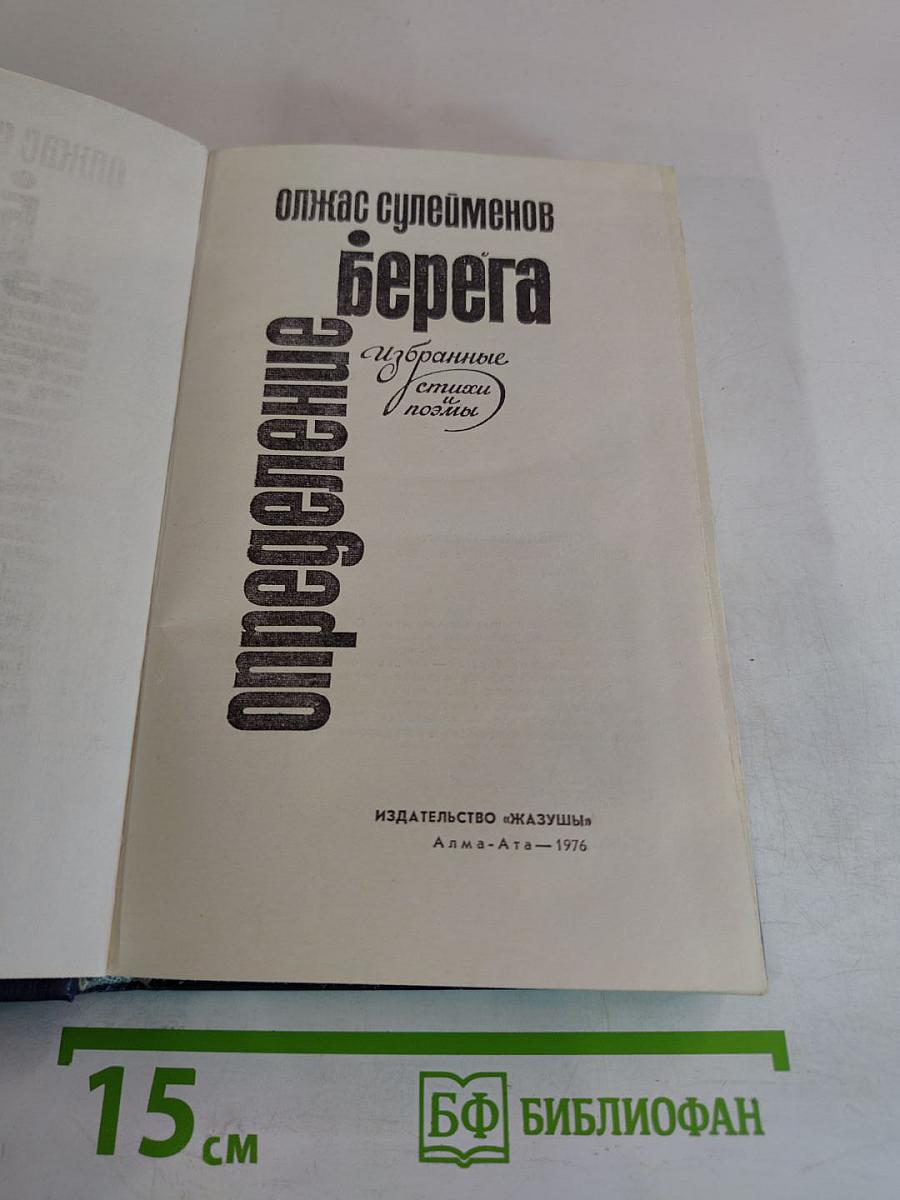 олжас сулейменов
определение
берега
Избранные
стихи
и
поэмы
ИЗДАТЕЛЬСТВО «ЖАЗУШЫ»
Алма-Ата — 1976
15 см
БФ БИБЛИОФАН